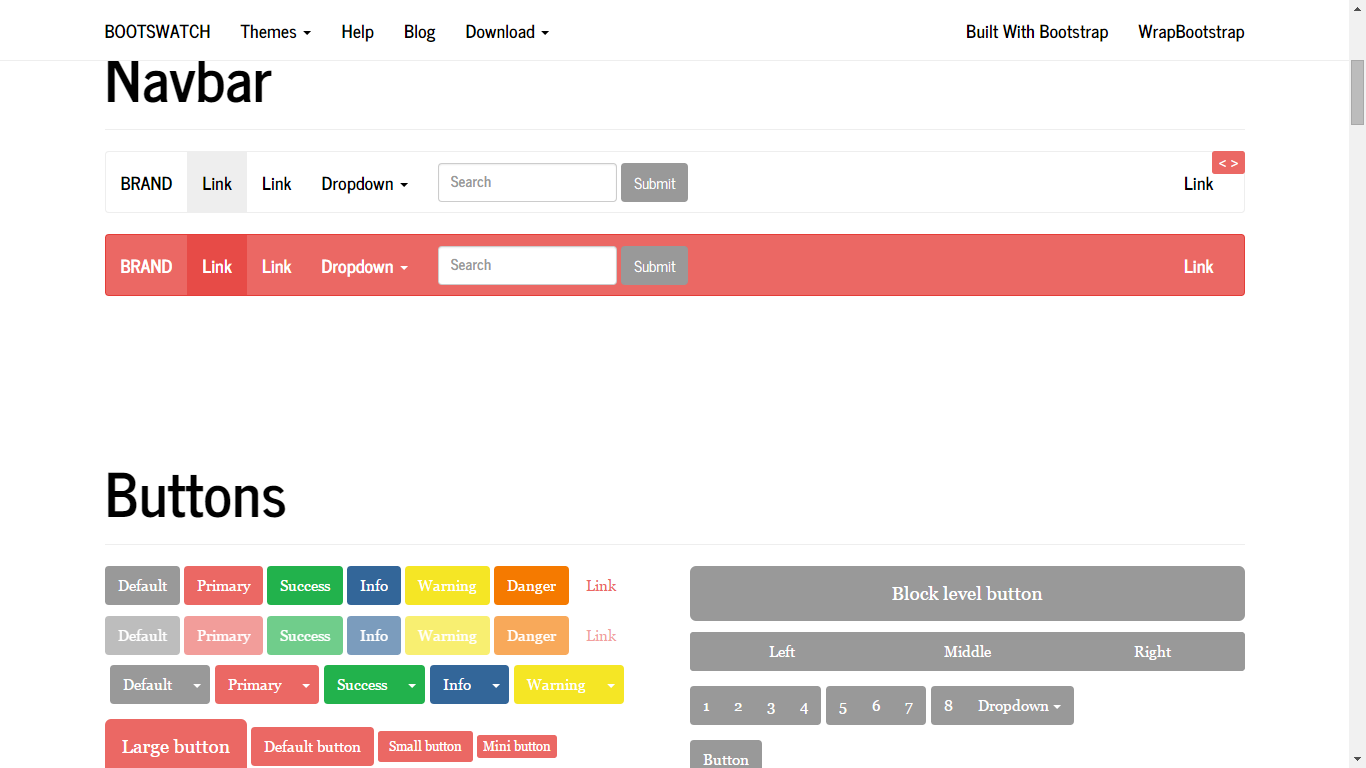 BOOTSWATCH Themes Help Blog Download Built With Bootstrap WrapBootstrap
Navbar
< >
BRAND Link Link Dropdown Search Submit Link
BRAND Link Link Dropdown Search Submit Link
Buttons
Default Primary Success Info Warning Danger Link
Default Primary Success Info Warning Danger Link
Default Primary Success Info Warning
Large button Default button Small button Mini button
Block level button
Left Middle Right
1 2 3 4 5 6 7 8 Dropdown
Button